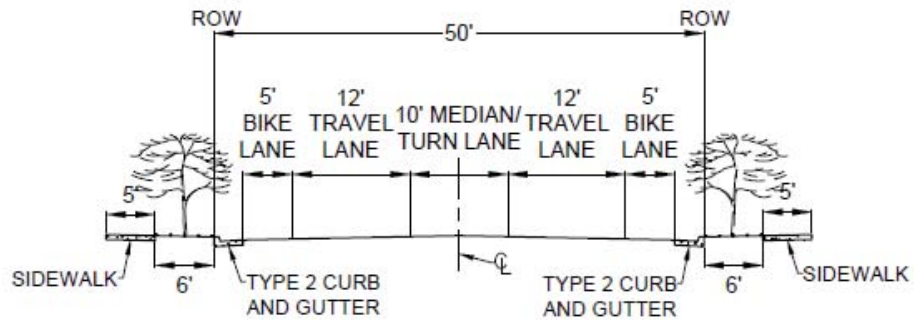 ROW
ROW
50'
5'
BIKE
LANE
12'
TRAVEL
LANE
10' MEDIAN/
TURN LANE
12'
TRAVEL
LANE
5'
BIKE
LANE
5'
5'
SIDEWALK
6'
TYPE 2 CURB
AND GUTTER
℄
TYPE 2 CURB
AND GUTTER
6'
SIDEWALK